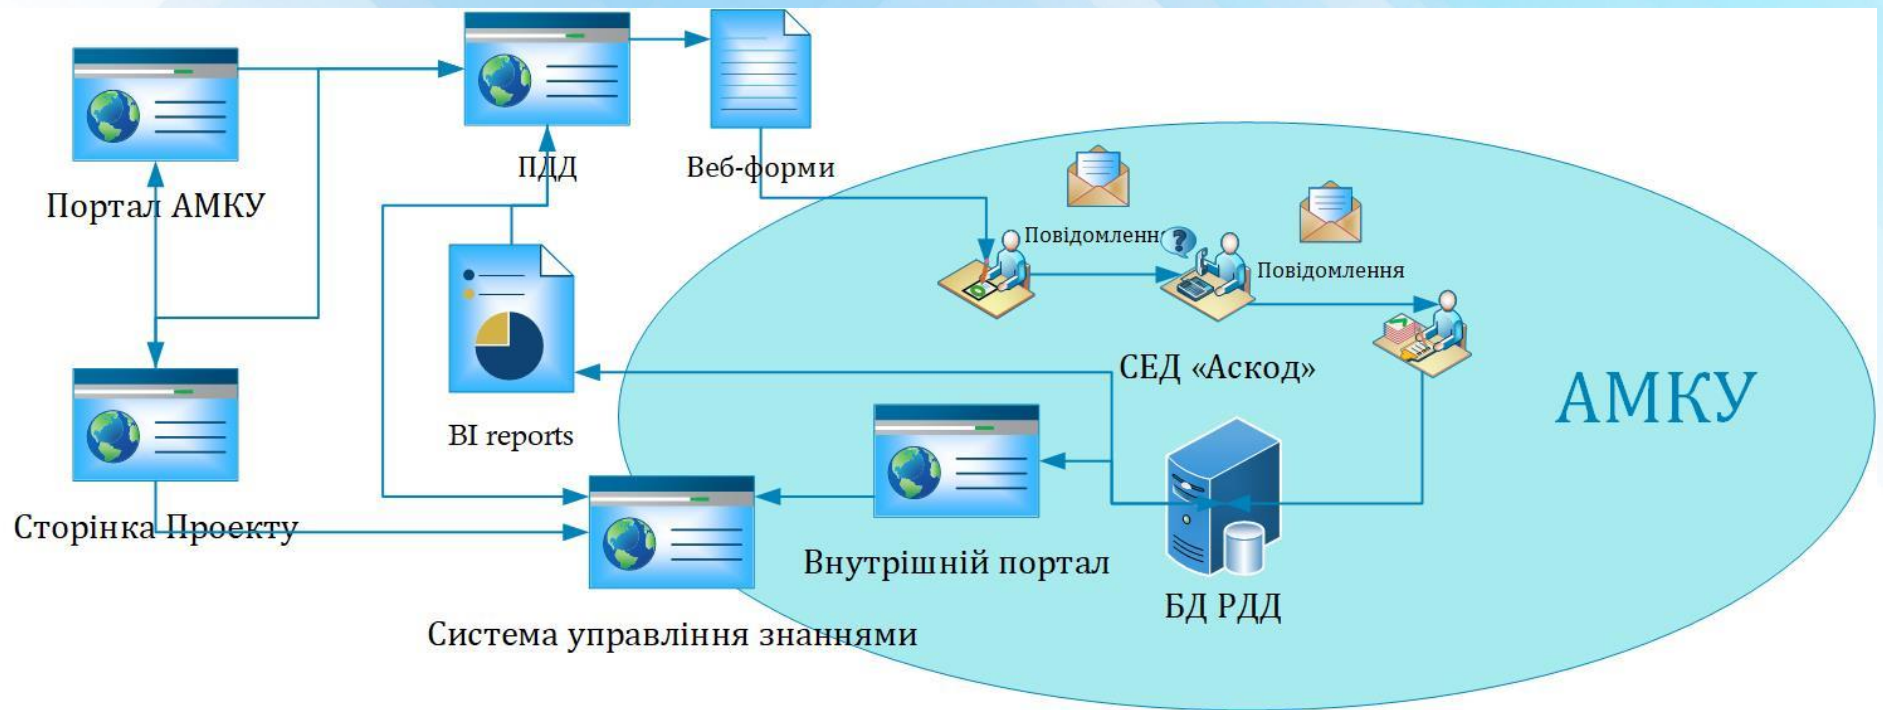 ПДД
Веб-форми
Портал АМКУ
Повідомлення
Повідомлення
СЕД «Аскод»
АМКУ
BI reports
Сторінка Проекту
Внутрішній портал
БД РДД
Система управління знаннями